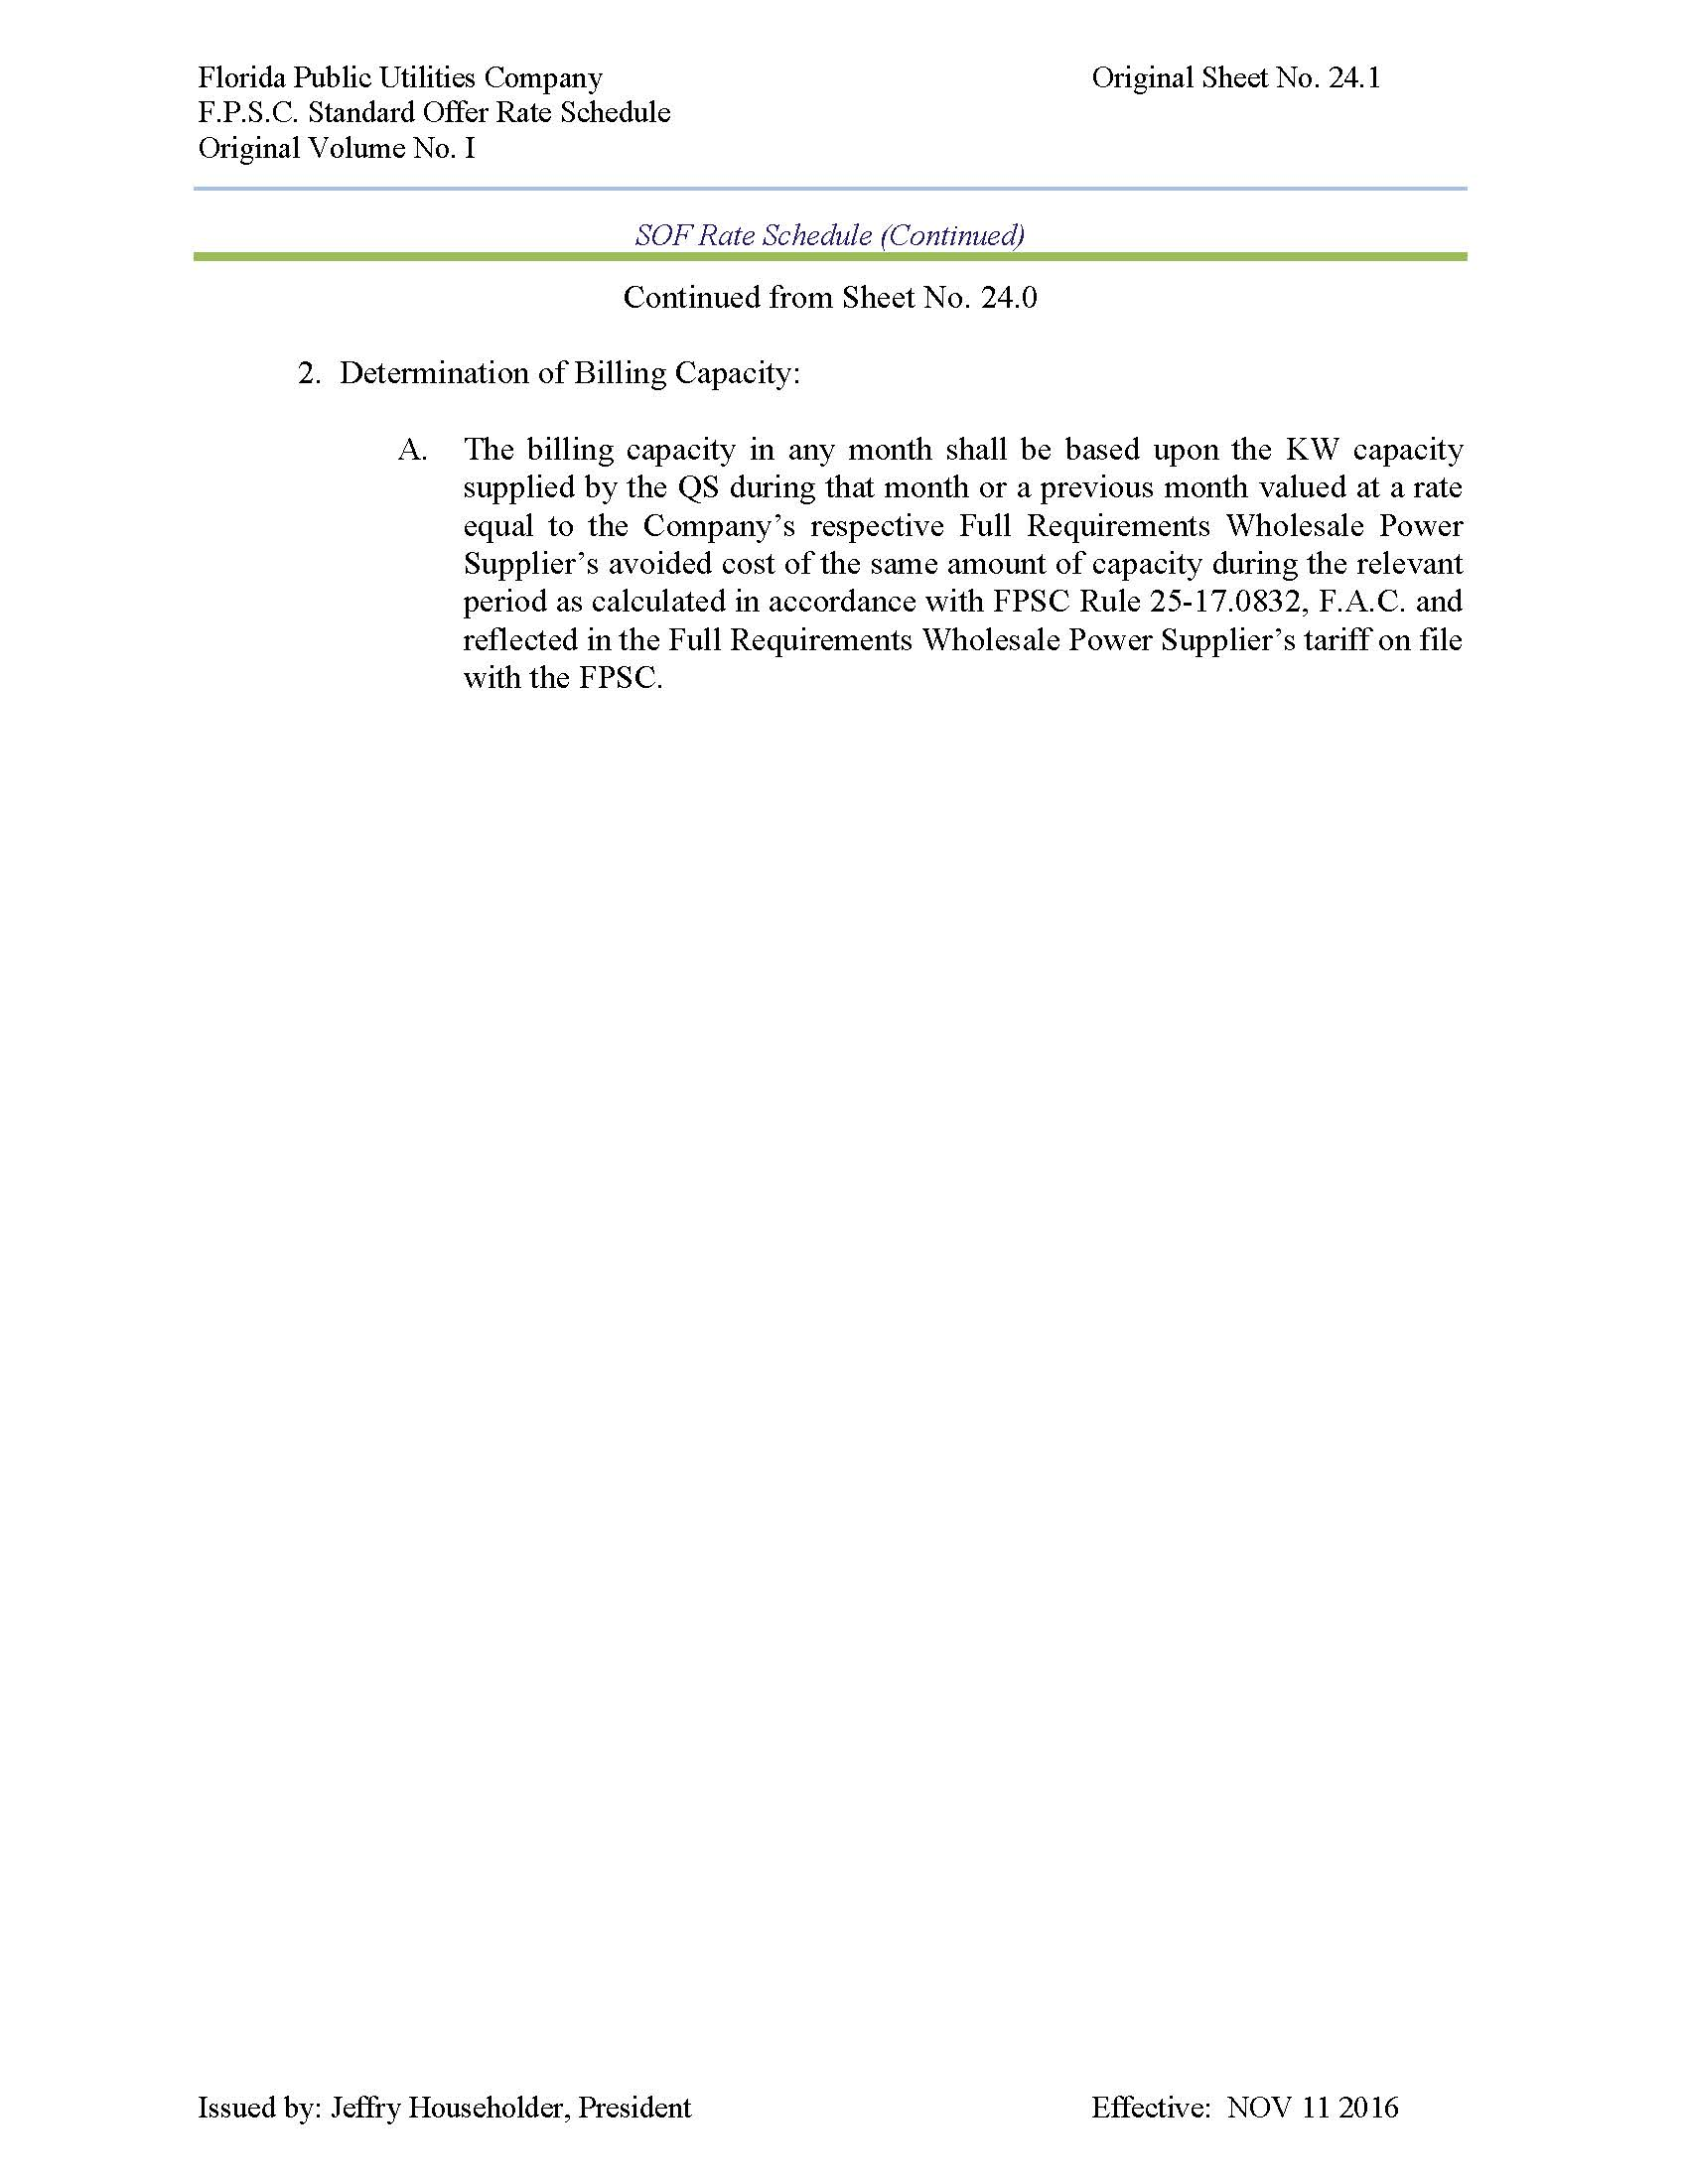 Florida Public Utilities Company
Original Sheet No. 24.1
F.P.S.C. Standard Offer Rate Schedule
Original Volume No. I
SOF Rate Schedule (Continued)
Continued from Sheet No. 24.0
2. Determination of Billing Capacity:
A. The billing capacity in any month shall be based upon the KW capacity
supplied by the QS during that month or a previous month valued at a rate
equal to the Company’s respective Full Requirements Wholesale Power
Supplier’s avoided cost of the same amount of capacity during the relevant
period as calculated in accordance with FPSC Rule 25-17.0832, F.A.C. and
reflected in the Full Requirements Wholesale Power Supplier’s tariff on file
with the FPSC.
Issued by: Jeffry Householder, President
Effective: NOV 11 2016